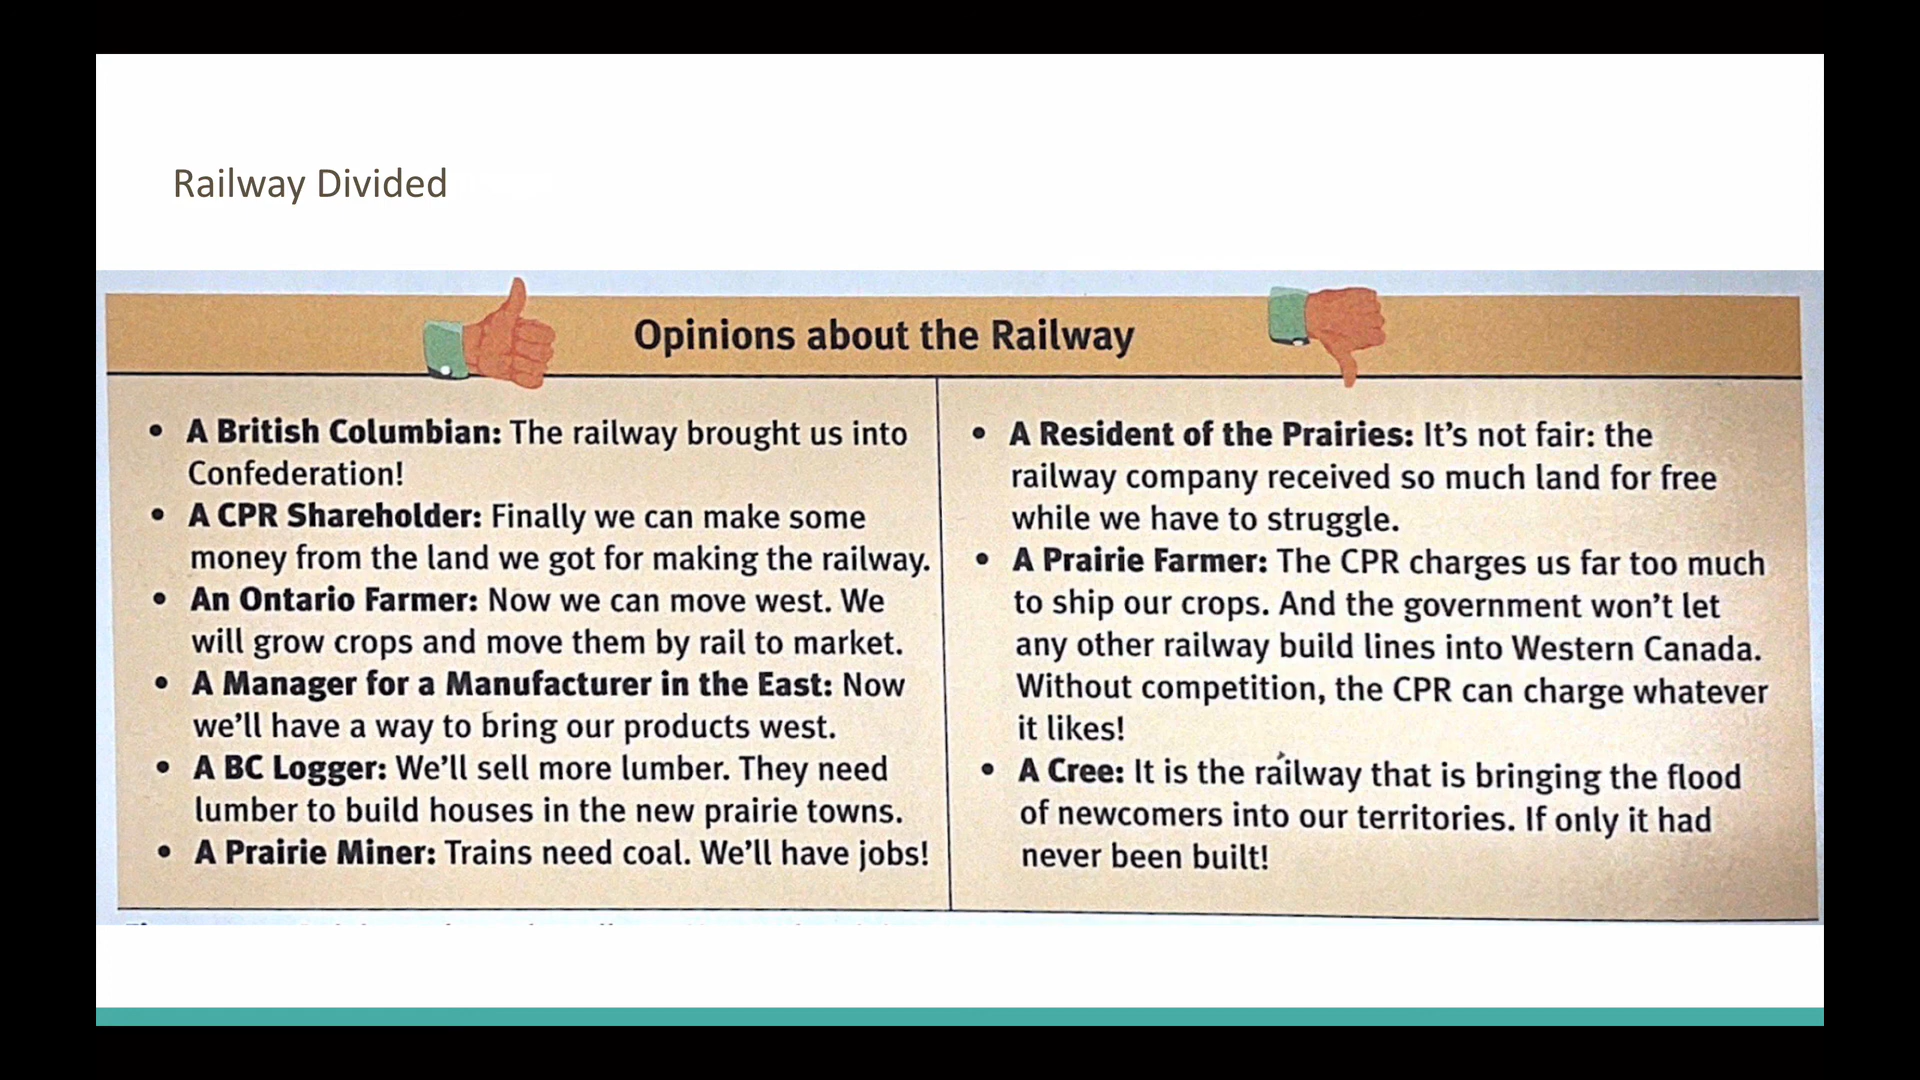 Railway Divided
Opinions about the Railway
• A British Columbian: The railway brought us into
Confederation!
• A CPR Shareholder: Finally we can make some
money from the land we got for making the railway.
• An Ontario Farmer: Now we can move west. We
will grow crops and move them by rail to market.
• A Manager for a Manufacturer in the East: Now
we'll have a way to bring our products west.
• A BC Logger: We'll sell more lumber. They need
lumber to build houses in the new prairie towns.
• A Prairie Miner: Trains need coal. We'll have jobs!
• A Resident of the Prairies: It's not fair: the
railway company received so much land for free
while we have to struggle.
• A Prairie Farmer: The CPR charges us far too much
to ship our crops. And the government won't let
any other railway build lines into Western Canada.
Without competition, the CPR can charge whatever
it likes!
• A Cree: It is the railway that is bringing the flood
of newcomers into our territories. If only it had
never been built!